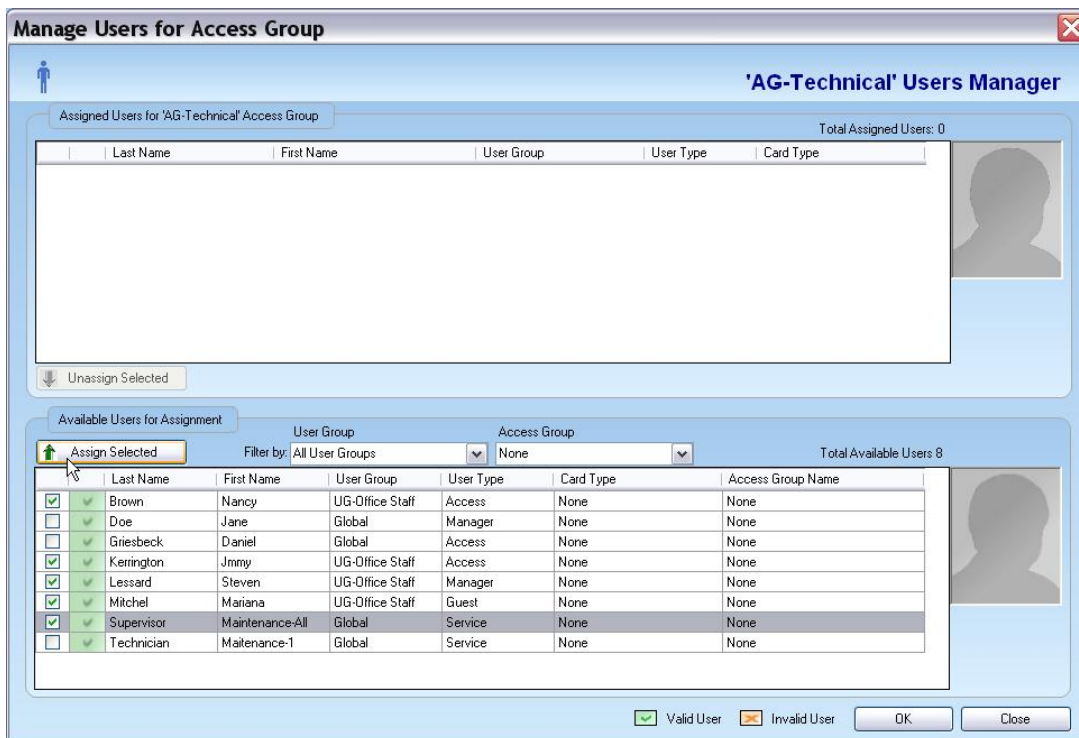 Manage Users for Access Group
'AG-Technical' Users Manager
Assigned Users for 'AG-Technical' Access Group
Total Assigned Users: 0
Last Name First Name User Group User Type Card Type
Unassign Selected
Available Users for Assignment
User Group Access Group
Assign Selected Filter by: All User Groups None Total Available Users 8
Last Name First Name User Group User Type Card Type Access Group Name
Brown Nancy UG-Office Staff Access None None
Doe Jane Global Manager None None
Griesbeck Daniel Global Access None None
Kerrington Jmmy UG-Office Staff Access None None
Lessard Steven UG-Office Staff Manager None None
Mitchel Mariana UG-Office Staff Guest None None
Supervisor Maintenance-All Global Service None None
Technician Maitenance-1 Global Service None None
Valid User Invalid User OK Close